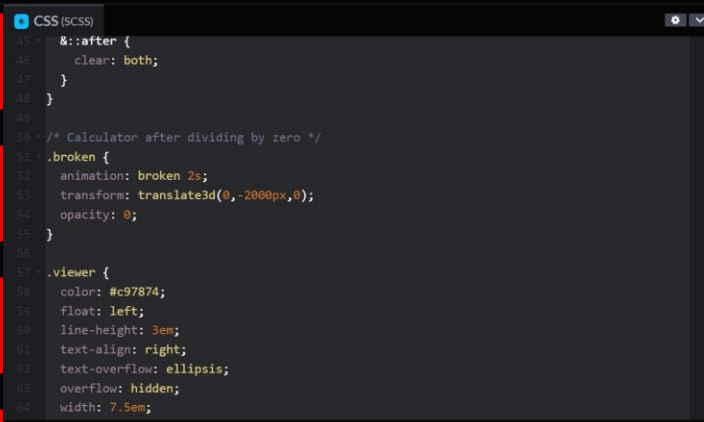 CSS (SCSS)
45 &::after {
46 clear: both;
47 }
48 }
49
50 /* Calculator after dividing by zero */
51 .broken {
52 animation: broken 2s;
53 transform: translate3d(0,-2000px,0);
54 opacity: 0;
55 }
56
57 .viewer {
58 color: #c97874;
59 float: left;
60 line-height: 3em;
61 text-align: right;
62 text-overflow: ellipsis;
63 overflow: hidden;
64 width: 7.5em;